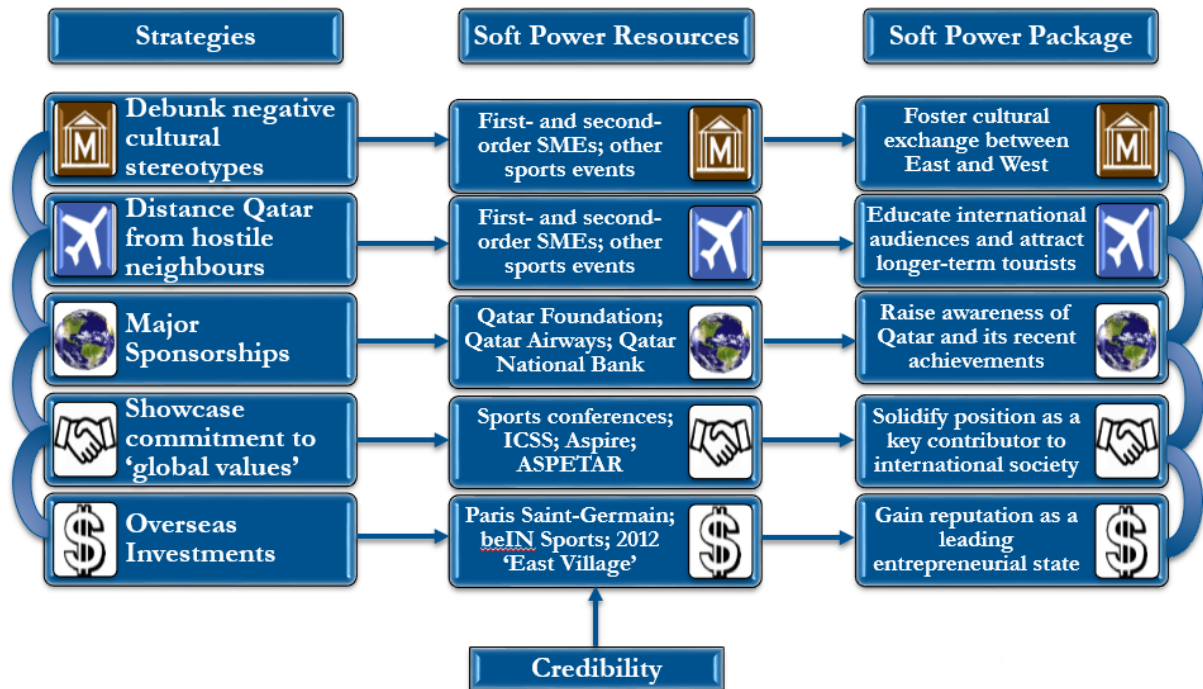 Strategies
Soft Power Resources
Soft Power Package
M
Debunk negative
cultural
stereotypes
First- and second-
order SMEs; other
sports events
M
Foster cultural
exchange between
East and West
M
Distance Qatar
from hostile
neighbours
First- and second-
order SMEs; other
sports events
Educate international
audiences and attract
longer-term tourists
Major
Sponsorships
Qatar Foundation;
Qatar Airways; Qatar
National Bank
Raise awareness of
Qatar and its recent
achievements
Showcase
commitment to
‘global values’
Sports conferences;
ICSS; Aspire;
ASPETAR
Solidify position as a
key contributor to
international society
$
Overseas
Investments
Paris Saint-Germain;
beIN Sports; 2012
‘East Village’
$
Gain reputation as a
leading
entrepreneurial state
$
Credibility